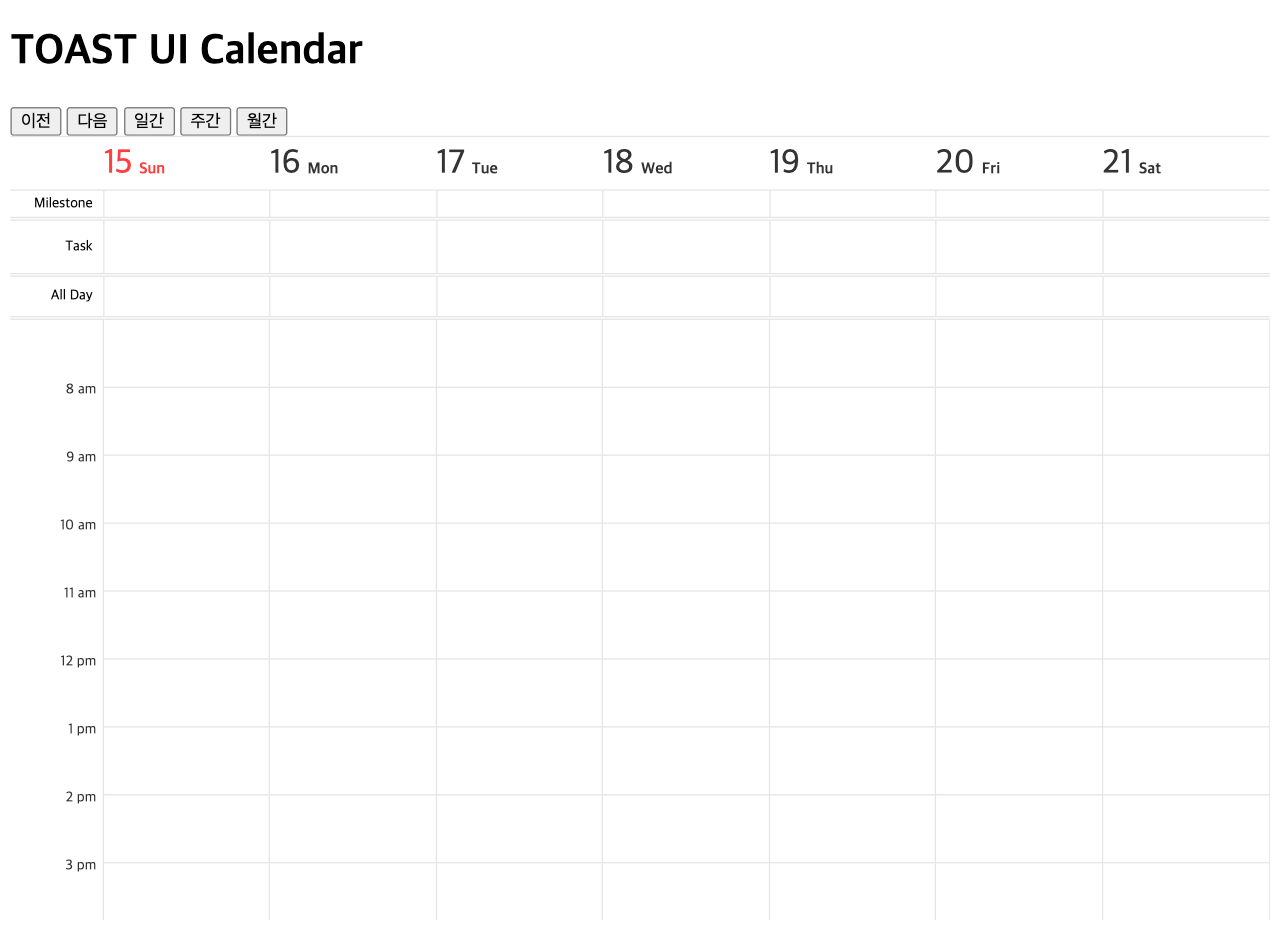 TOAST UI Calendar
이전 다음 일간 주간 월간
15 Sun 16 Mon 17 Tue 18 Wed 19 Thu 20 Fri 21 Sat
Milestone
Task
All Day
8 am
9 am
10 am
11 am
12 pm
1 pm
2 pm
3 pm